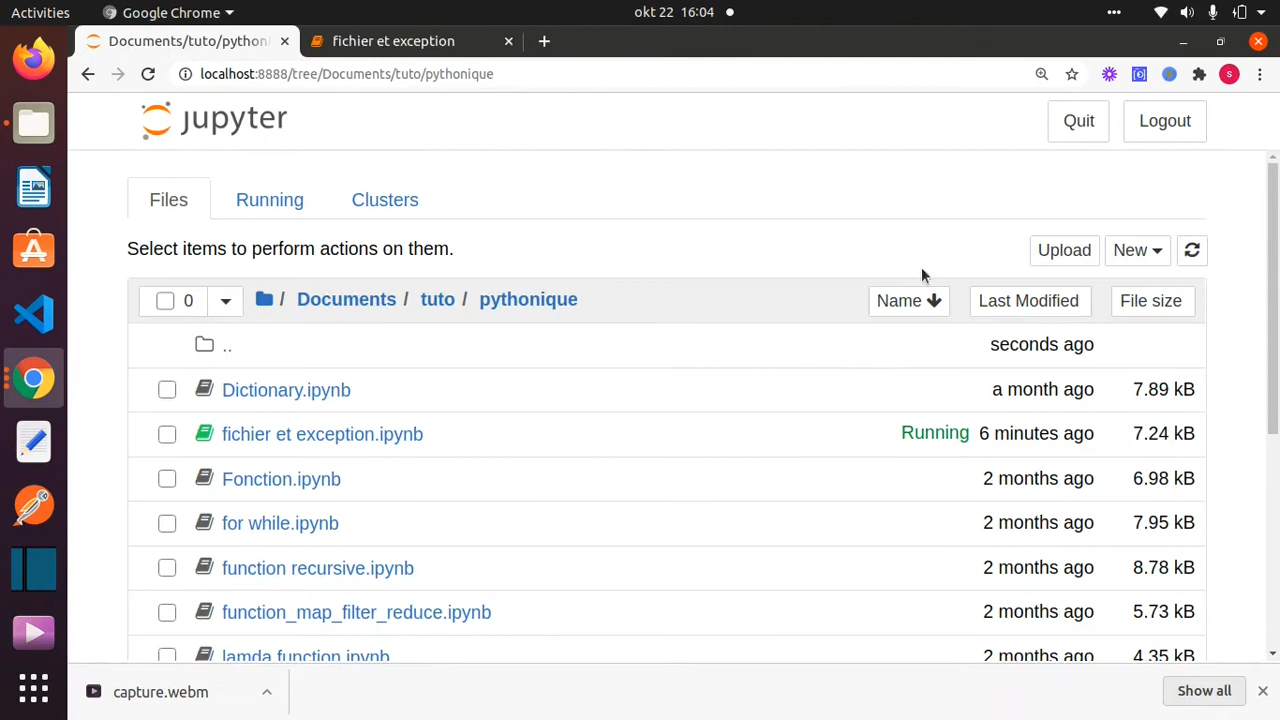 Activities Google Chrome okt 22 16:04
Documents/tuto/python fichier et exception
localhost:8888/tree/Documents/tuto/pythonique S
jupyter Quit Logout
Files Running Clusters
Select items to perform actions on them. Upload New
0 / Documents / tuto / pythonique Name Last Modified File size
.. seconds ago
Dictionary.ipynb a month ago 7.89 kB
fichier et exception.ipynb Running 6 minutes ago 7.24 kB
Fonction.ipynb 2 months ago 6.98 kB
for while.ipynb 2 months ago 7.95 kB
function recursive.ipynb 2 months ago 8.78 kB
function_map_filter_reduce.ipynb 2 months ago 5.73 kB
lamda function.ipynb 2 months ago 4.35 kB
capture.webm Show all